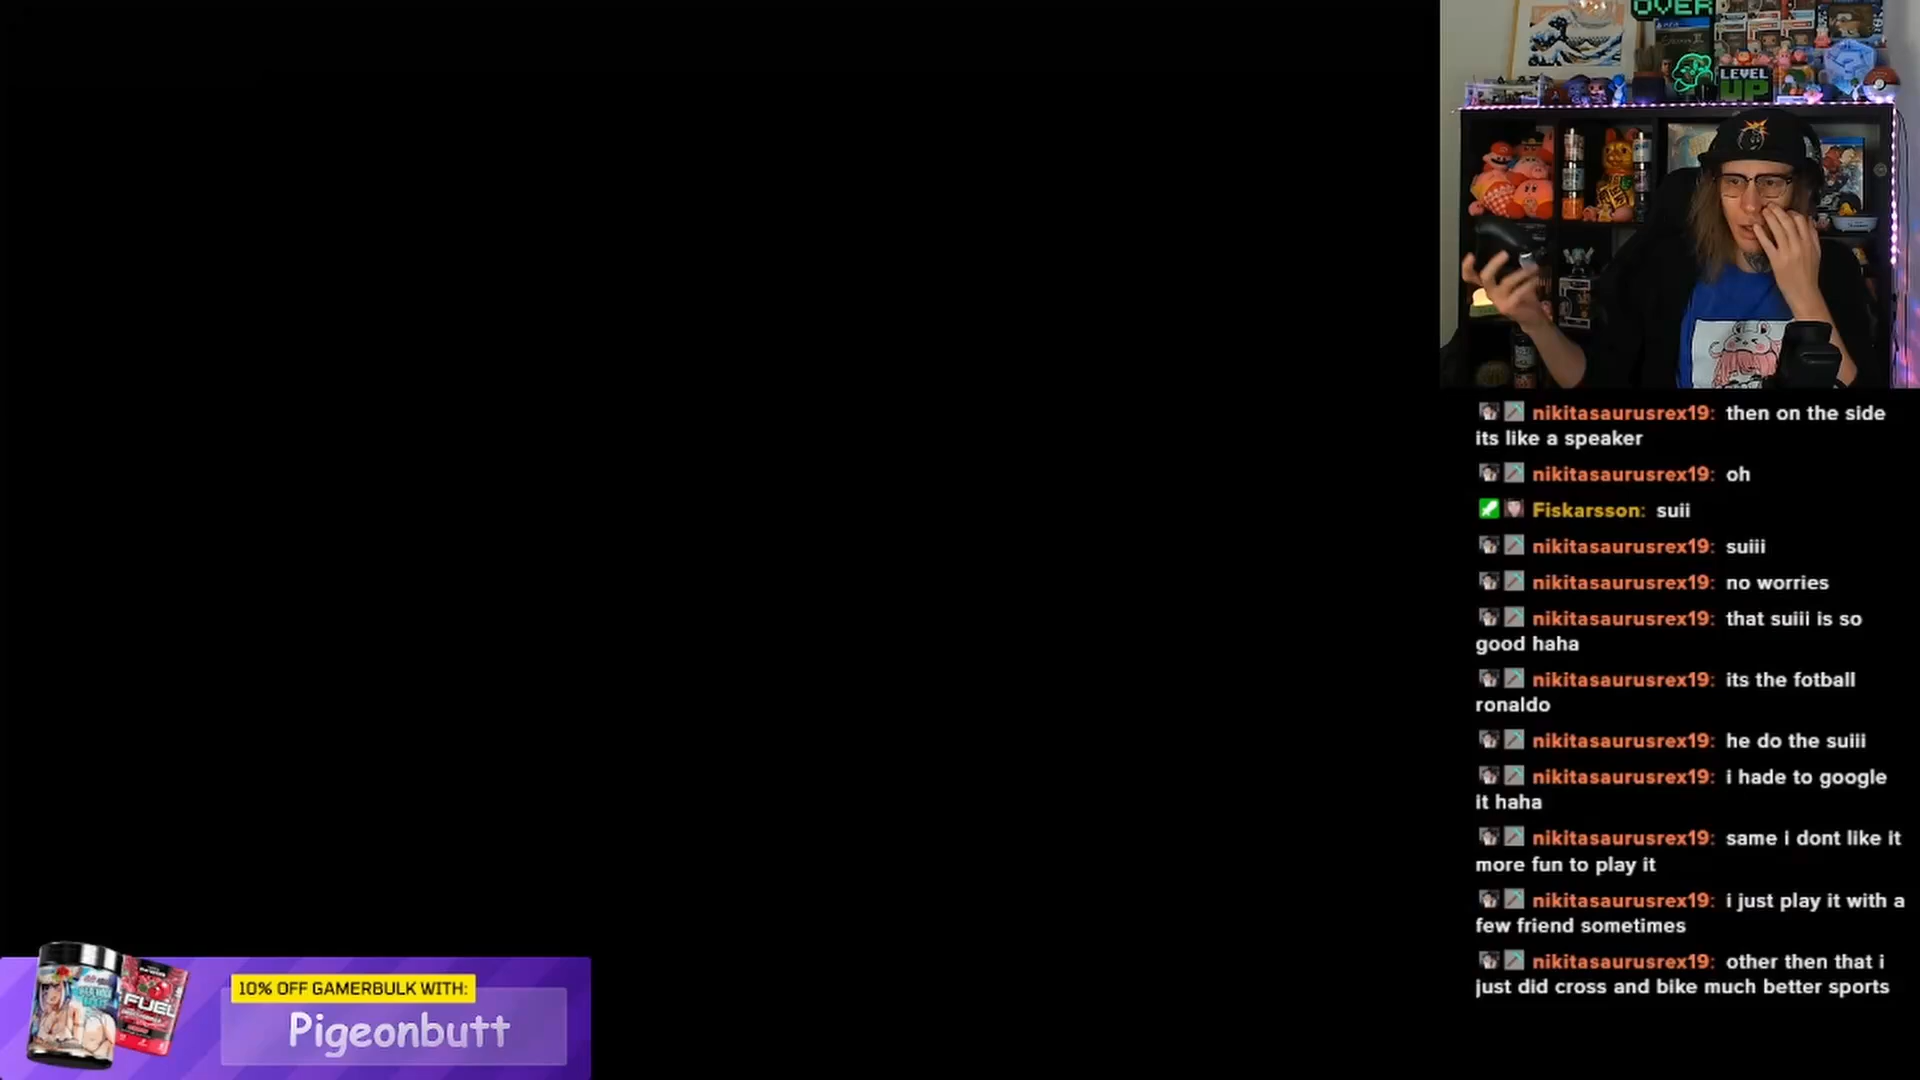 OVER
LEVEL
UP
nikitasaurusrex19: then on the side
its like a speaker
nikitasaurusrex19: oh
Fiskarsson: suii
nikitasaurusrex19: suiii
nikitasaurusrex19: no worries
nikitasaurusrex19: that suiii is so
good haha
nikitasaurusrex19: its the fotball
ronaldo
nikitasaurusrex19: he do the suiii
nikitasaurusrex19: i hade to google
it haha
nikitasaurusrex19: same i dont like it
more fun to play it
nikitasaurusrex19: i just play it with a
few friend sometimes
nikitasaurusrex19: other then that i
just did cross and bike much better sports
FUEL
10% OFF GAMERBULK WITH:
Pigeonbutt